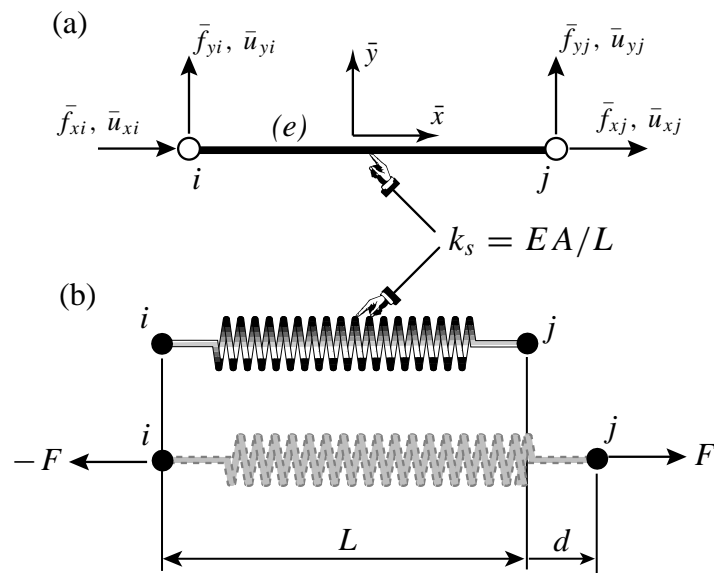 (a)
f̄yi, ūyi
ȳ
f̄yj, ūyj
f̄xi, ūxi
(e)
x̄
f̄xj, ūxj
i
j
ks = EA/L
(b)
i
j
i
j
−F
F
L
d